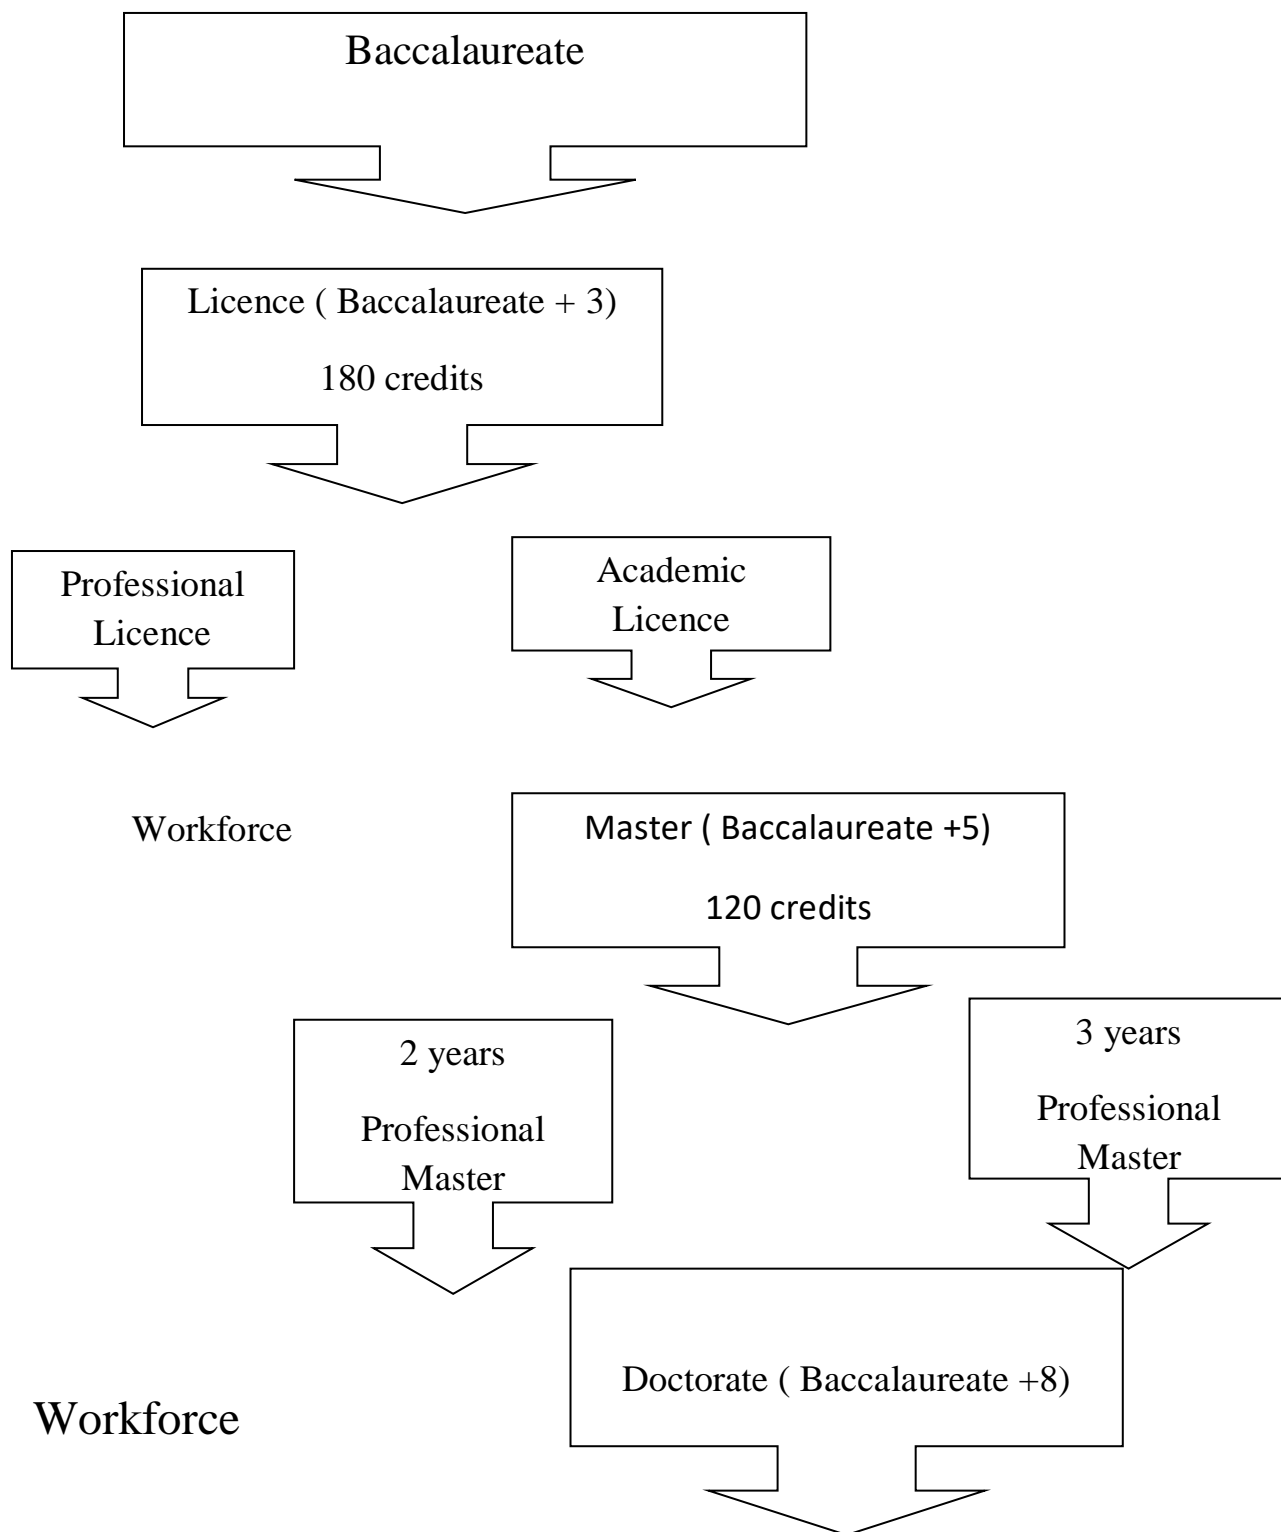 Baccalaureate
Licence ( Baccalaureate + 3)
180 credits
Professional
Licence
Academic
Licence
Workforce
Master ( Baccalaureate +5)
120 credits
2 years
Professional
Master
3 years
Professional
Master
Doctorate ( Baccalaureate +8)
Workforce